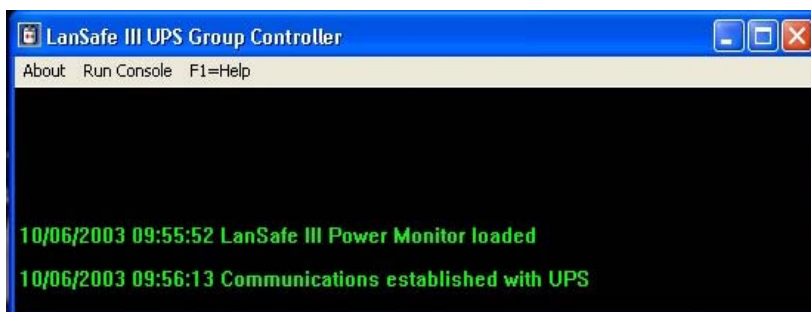 LanSafe III UPS Group Controller
About Run Console F1=Help
10/06/2003 09:55:52 LanSafe III Power Monitor loaded
10/06/2003 09:56:13 Communications established with UPS